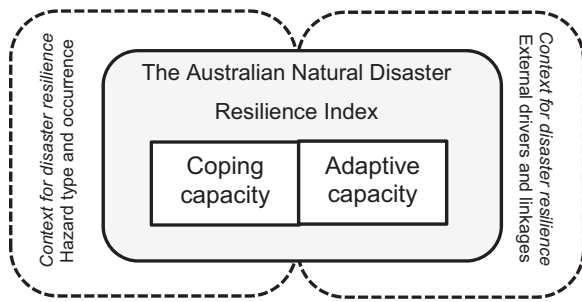 Context for disaster resilience
Hazard type and occurrence
The Australian Natural Disaster
Resilience Index
Coping
capacity
Adaptive
capacity
Context for disaster resilience
External drivers and linkages